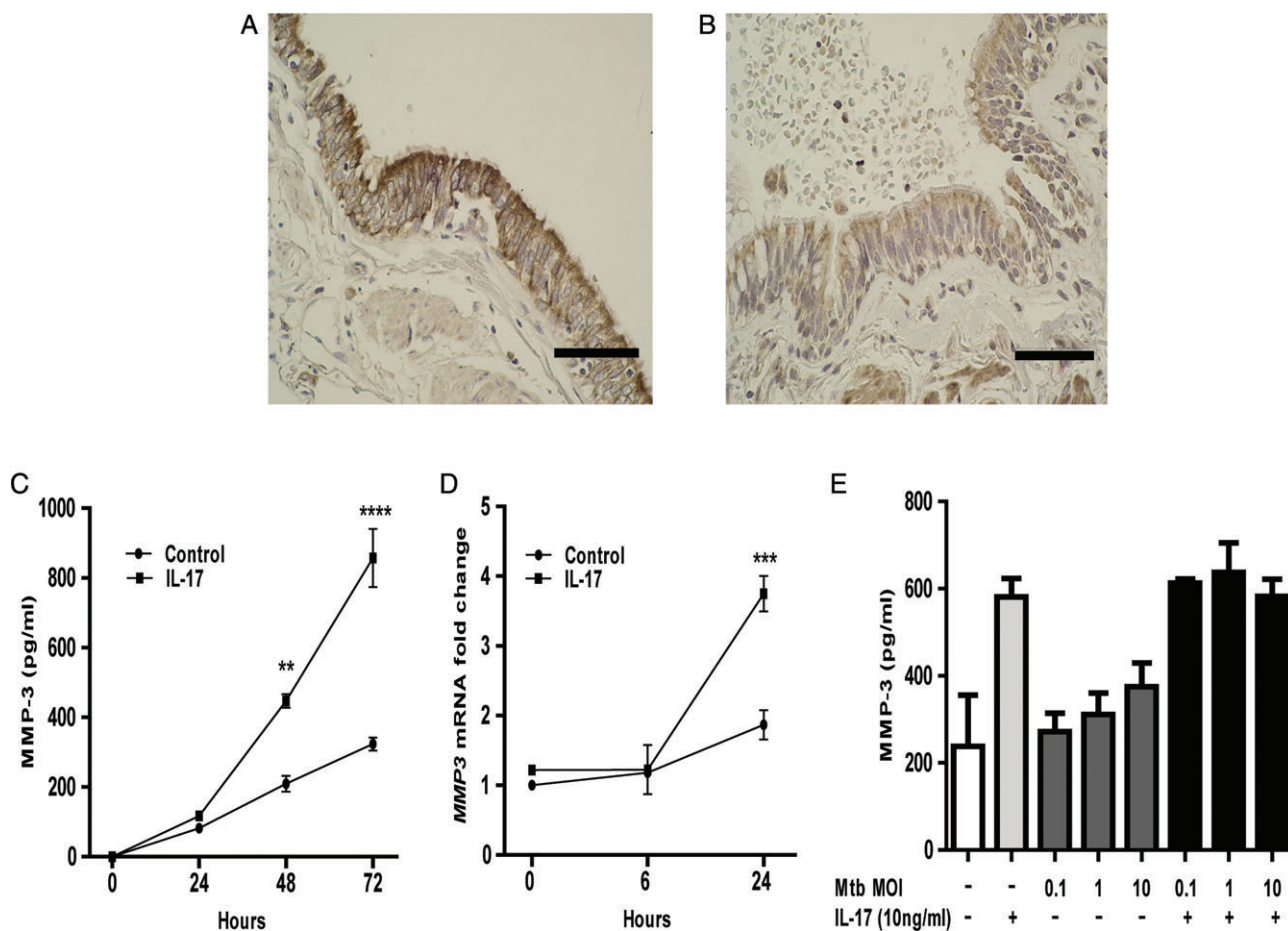 A
B
C
MMP-3 (pg/ml)
1000
800
600
400
200
0
Control
IL-17
**
****
0 24 48 72
Hours
D
MMP3 mRNA fold change
5
4
3
2
1
0
Control
IL-17
***
0 6 24
Hours
E
MMP-3 (pg/ml)
800
600
400
200
0
Mtb MOI - - 0.1 1 10 0.1 1 10
IL-17 (10ng/ml) - + - - - + + +